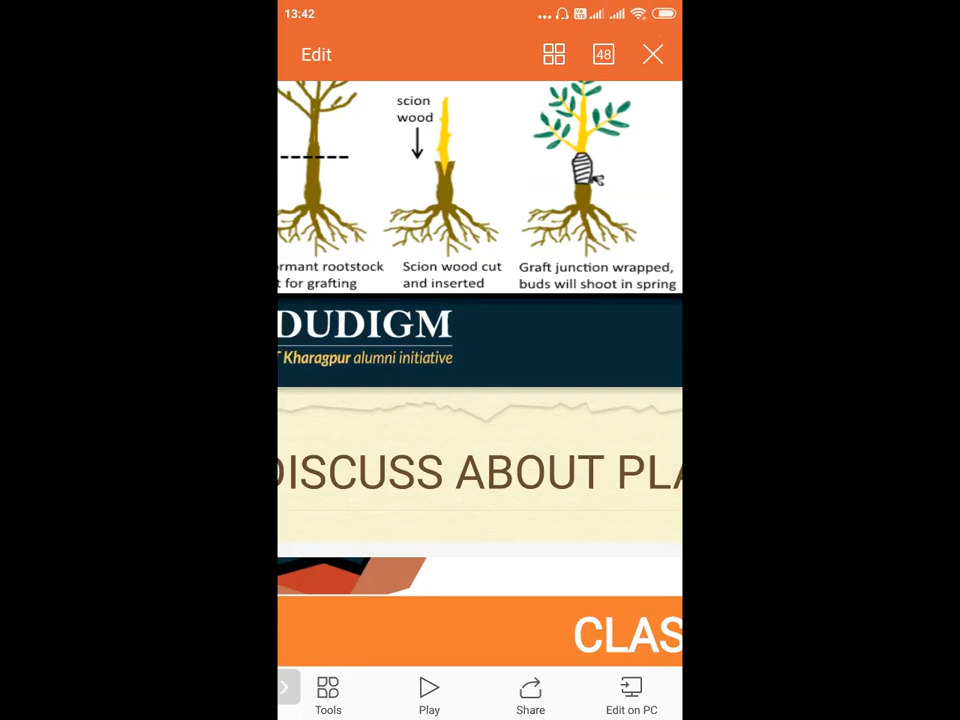 13:42
Edit
48
scion
wood
rmant rootstock
t for grafting
Scion wood cut
and inserted
Graft junction wrapped,
buds will shoot in spring
DUDIGM
T Kharagpur alumni initiative
DISCUSS ABOUT PLA
CLAS
Tools
Play
Share
Edit on PC